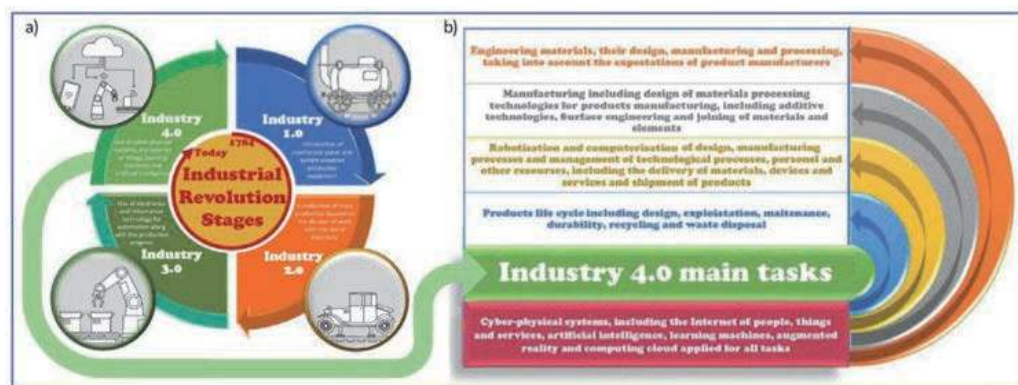 a)
Industry
4.0
Industry
1.0
1784
Today
Industrial
Revolution
Stages
Industry
3.0
Industry
2.0
b)
Engineering materials, their design, manufacturing and processing,
taking into account the expostations of product manufacturers
Manufacturing including design of materials processing
technologies for products manufacturing, including additive
technologies, Surface engineering and joining of materials and
elements
Robotisation and computerisation of design, manufacturing
processes and management of technological processes, personal and
other resourses, including the delivery of materials, devices and
services and shipment of products
Products life cycle including design, exploistation, maitenance,
durability, recycling and waste disposal
Industry 4.0 main tasks
Cyber-physical systems, including the Internet of people, things
and services, artificial intelligence, learning machines, augmented
reality and computing cloud applied for all tasks